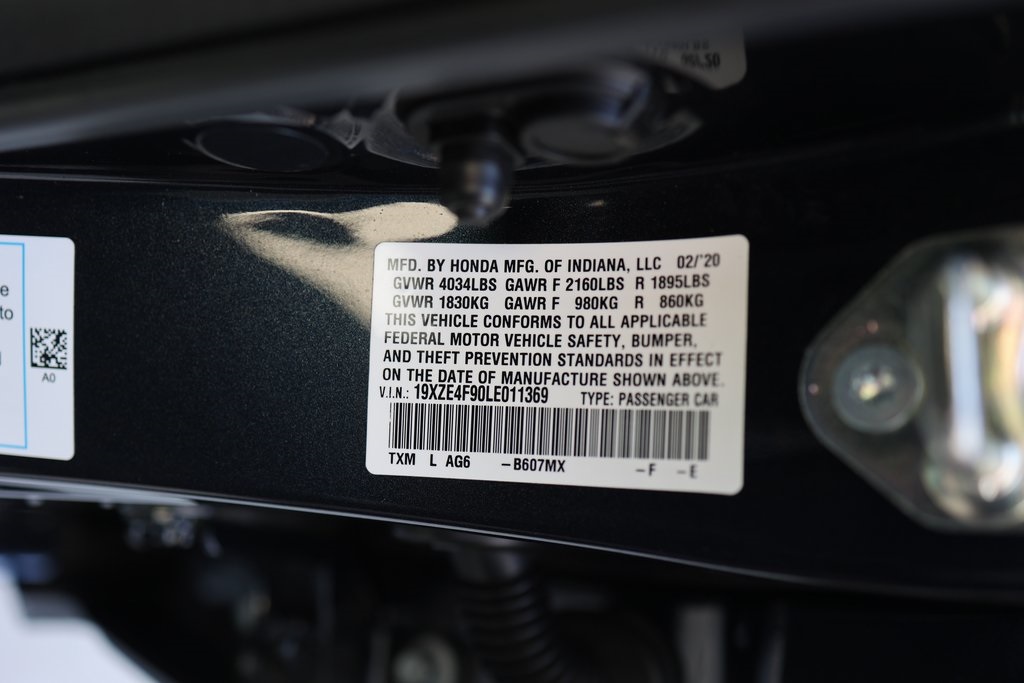 MFD. BY HONDA MFG. OF INDIANA, LLC 02/'20
GVWR 4034LBS GAWR F 2160LBS R 1895LBS
GVWR 1830KG GAWR F 980KG R 860KG
THIS VEHICLE CONFORMS TO ALL APPLICABLE
FEDERAL MOTOR VEHICLE SAFETY, BUMPER,
AND THEFT PREVENTION STANDARDS IN EFFECT
ON THE DATE OF MANUFACTURE SHOWN ABOVE.
V.I.N.: 19XZE4F90LE011369 TYPE: PASSENGER CAR
TXM L AG6 -B607MX -F -E
to
A0